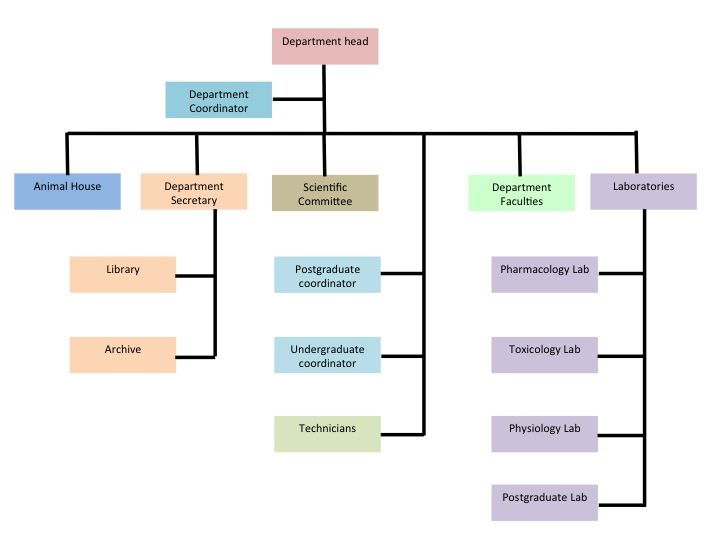 Department head
Department
Coordinator
Animal House
Department
Secretary
Scientific
Committee
Department
Faculties
Laboratories
Library
Postgraduate
coordinator
Pharmacology Lab
Archive
Undergraduate
coordinator
Toxicology Lab
Technicians
Physiology Lab
Postgraduate Lab